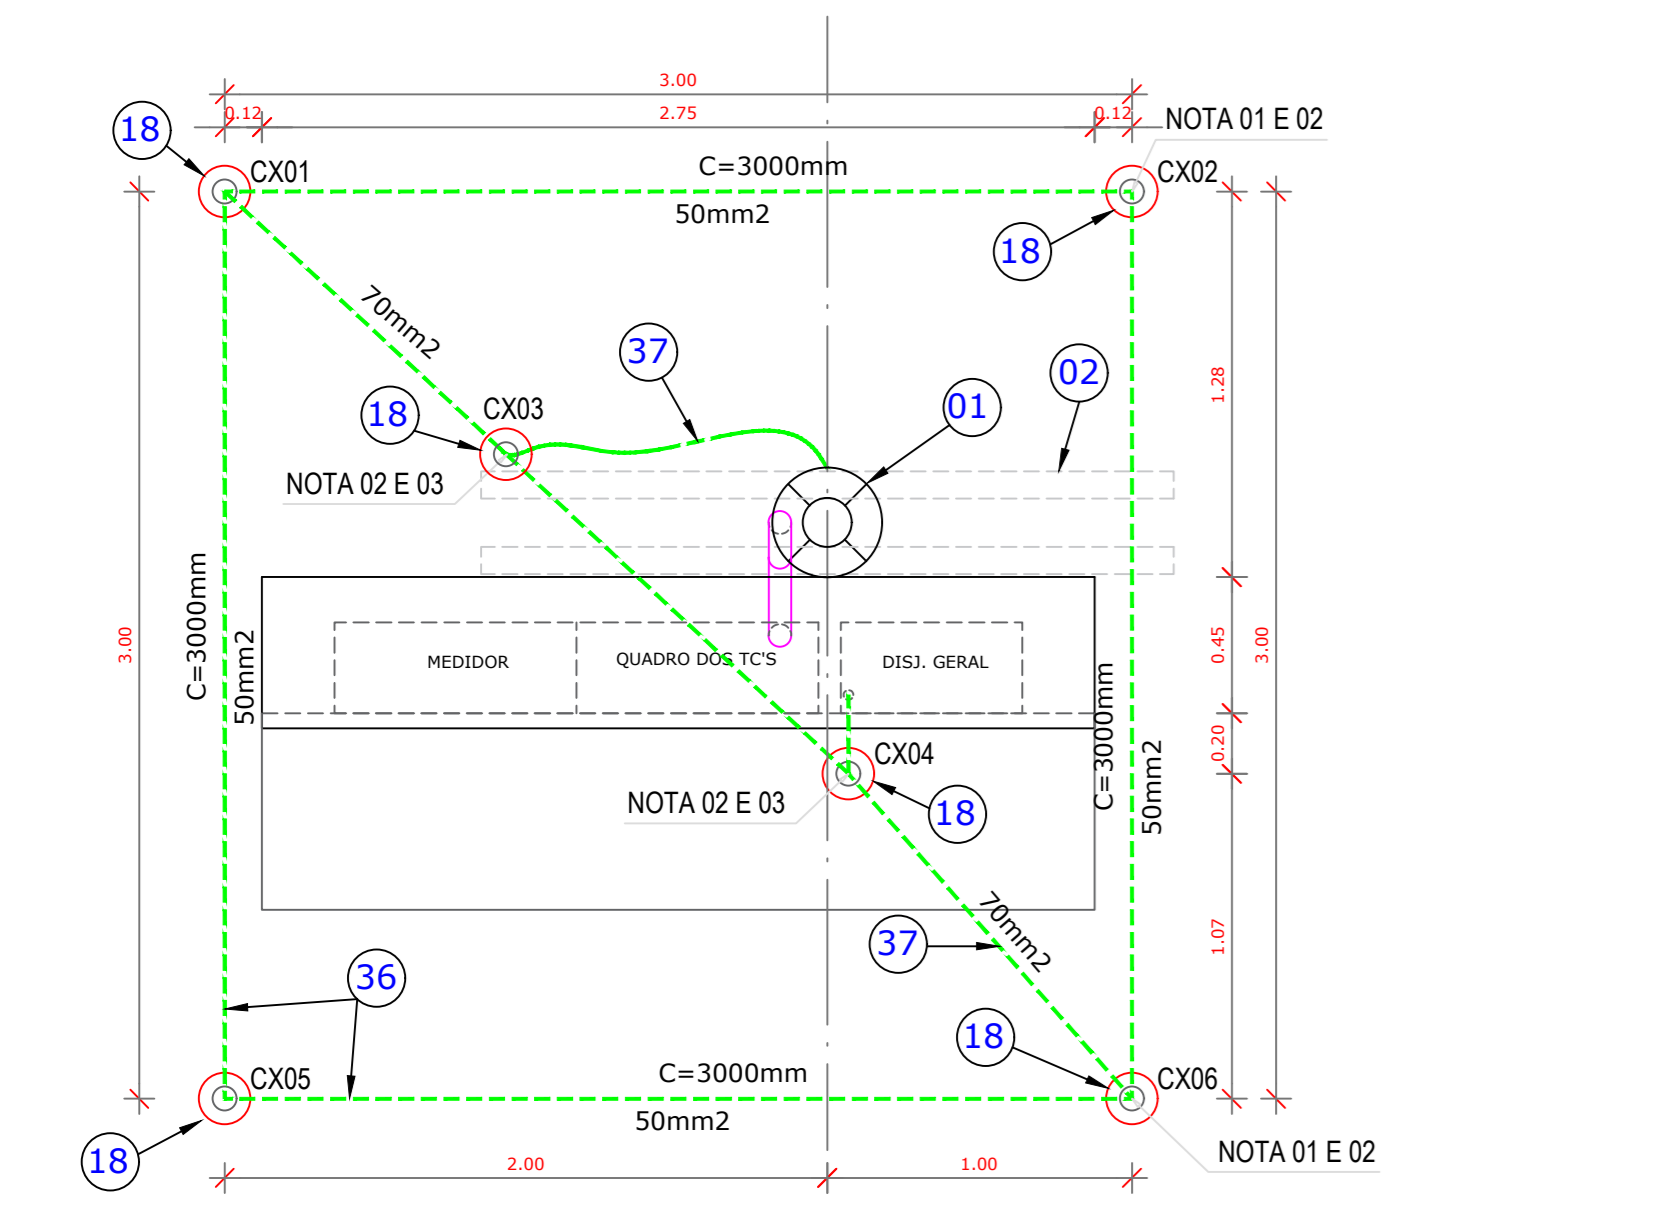 3.00
0.12
2.75
0.12
NOTA 01 E 02
18
CX01
C=3000mm
CX02
50mm2
18
70mm2
37
02
01
1.28
18
CX03
NOTA 02 E 03
C=3000mm
50mm2
3.00
MEDIDOR
QUADRO DOS TC'S
DISJ. GERAL
0.45
3.00
C=3000mm
50mm2
0.20
CX04
NOTA 02 E 03
18
70mm2
37
1.07
36
18
CX05
C=3000mm
CX06
50mm2
18
NOTA 01 E 02
2.00
1.00